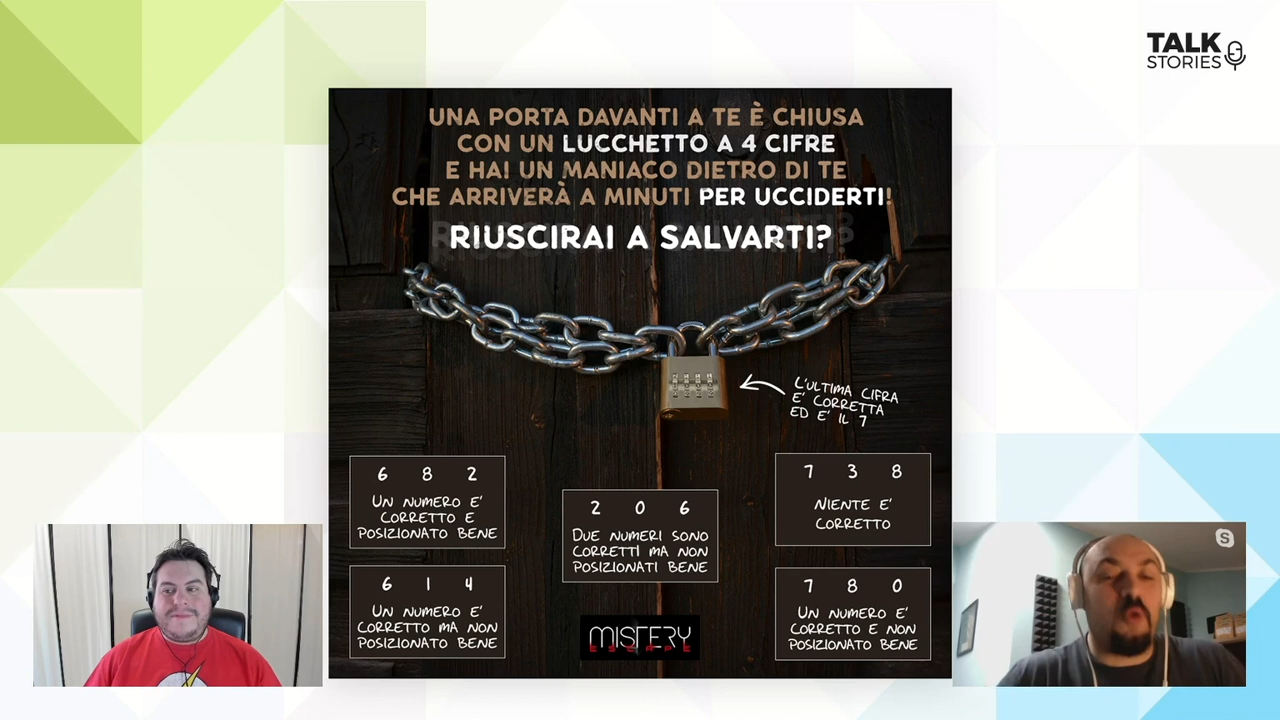 TALK
STORIES
UNA PORTA DAVANTI A TE È CHIUSA
CON UN LUCCHETTO A 4 CIFRE
E HAI UN MANIACO DIETRO DI TE
CHE ARRIVERÀ A MINUTI PER UCCIDERTI!
RIUSCIRAI A SALVARTI?
L'ULTIMA CIFRA
E' CORRETTA
ED E' IL 7
6 8 2
UN NUMERO E'
CORRETTO E
POSIZIONATO BENE
2 0 6
DUE NUMERI SONO
CORRETTI MA NON
POSIZIONATI BENE
7 3 8
NIENTE E'
CORRETTO
6 1 4
UN NUMERO E'
CORRETTO MA NON
POSIZIONATO BENE
7 8 0
UN NUMERO E'
CORRETTO E NON
POSIZIONATO BENE
MISTERY
ESCAPE
S